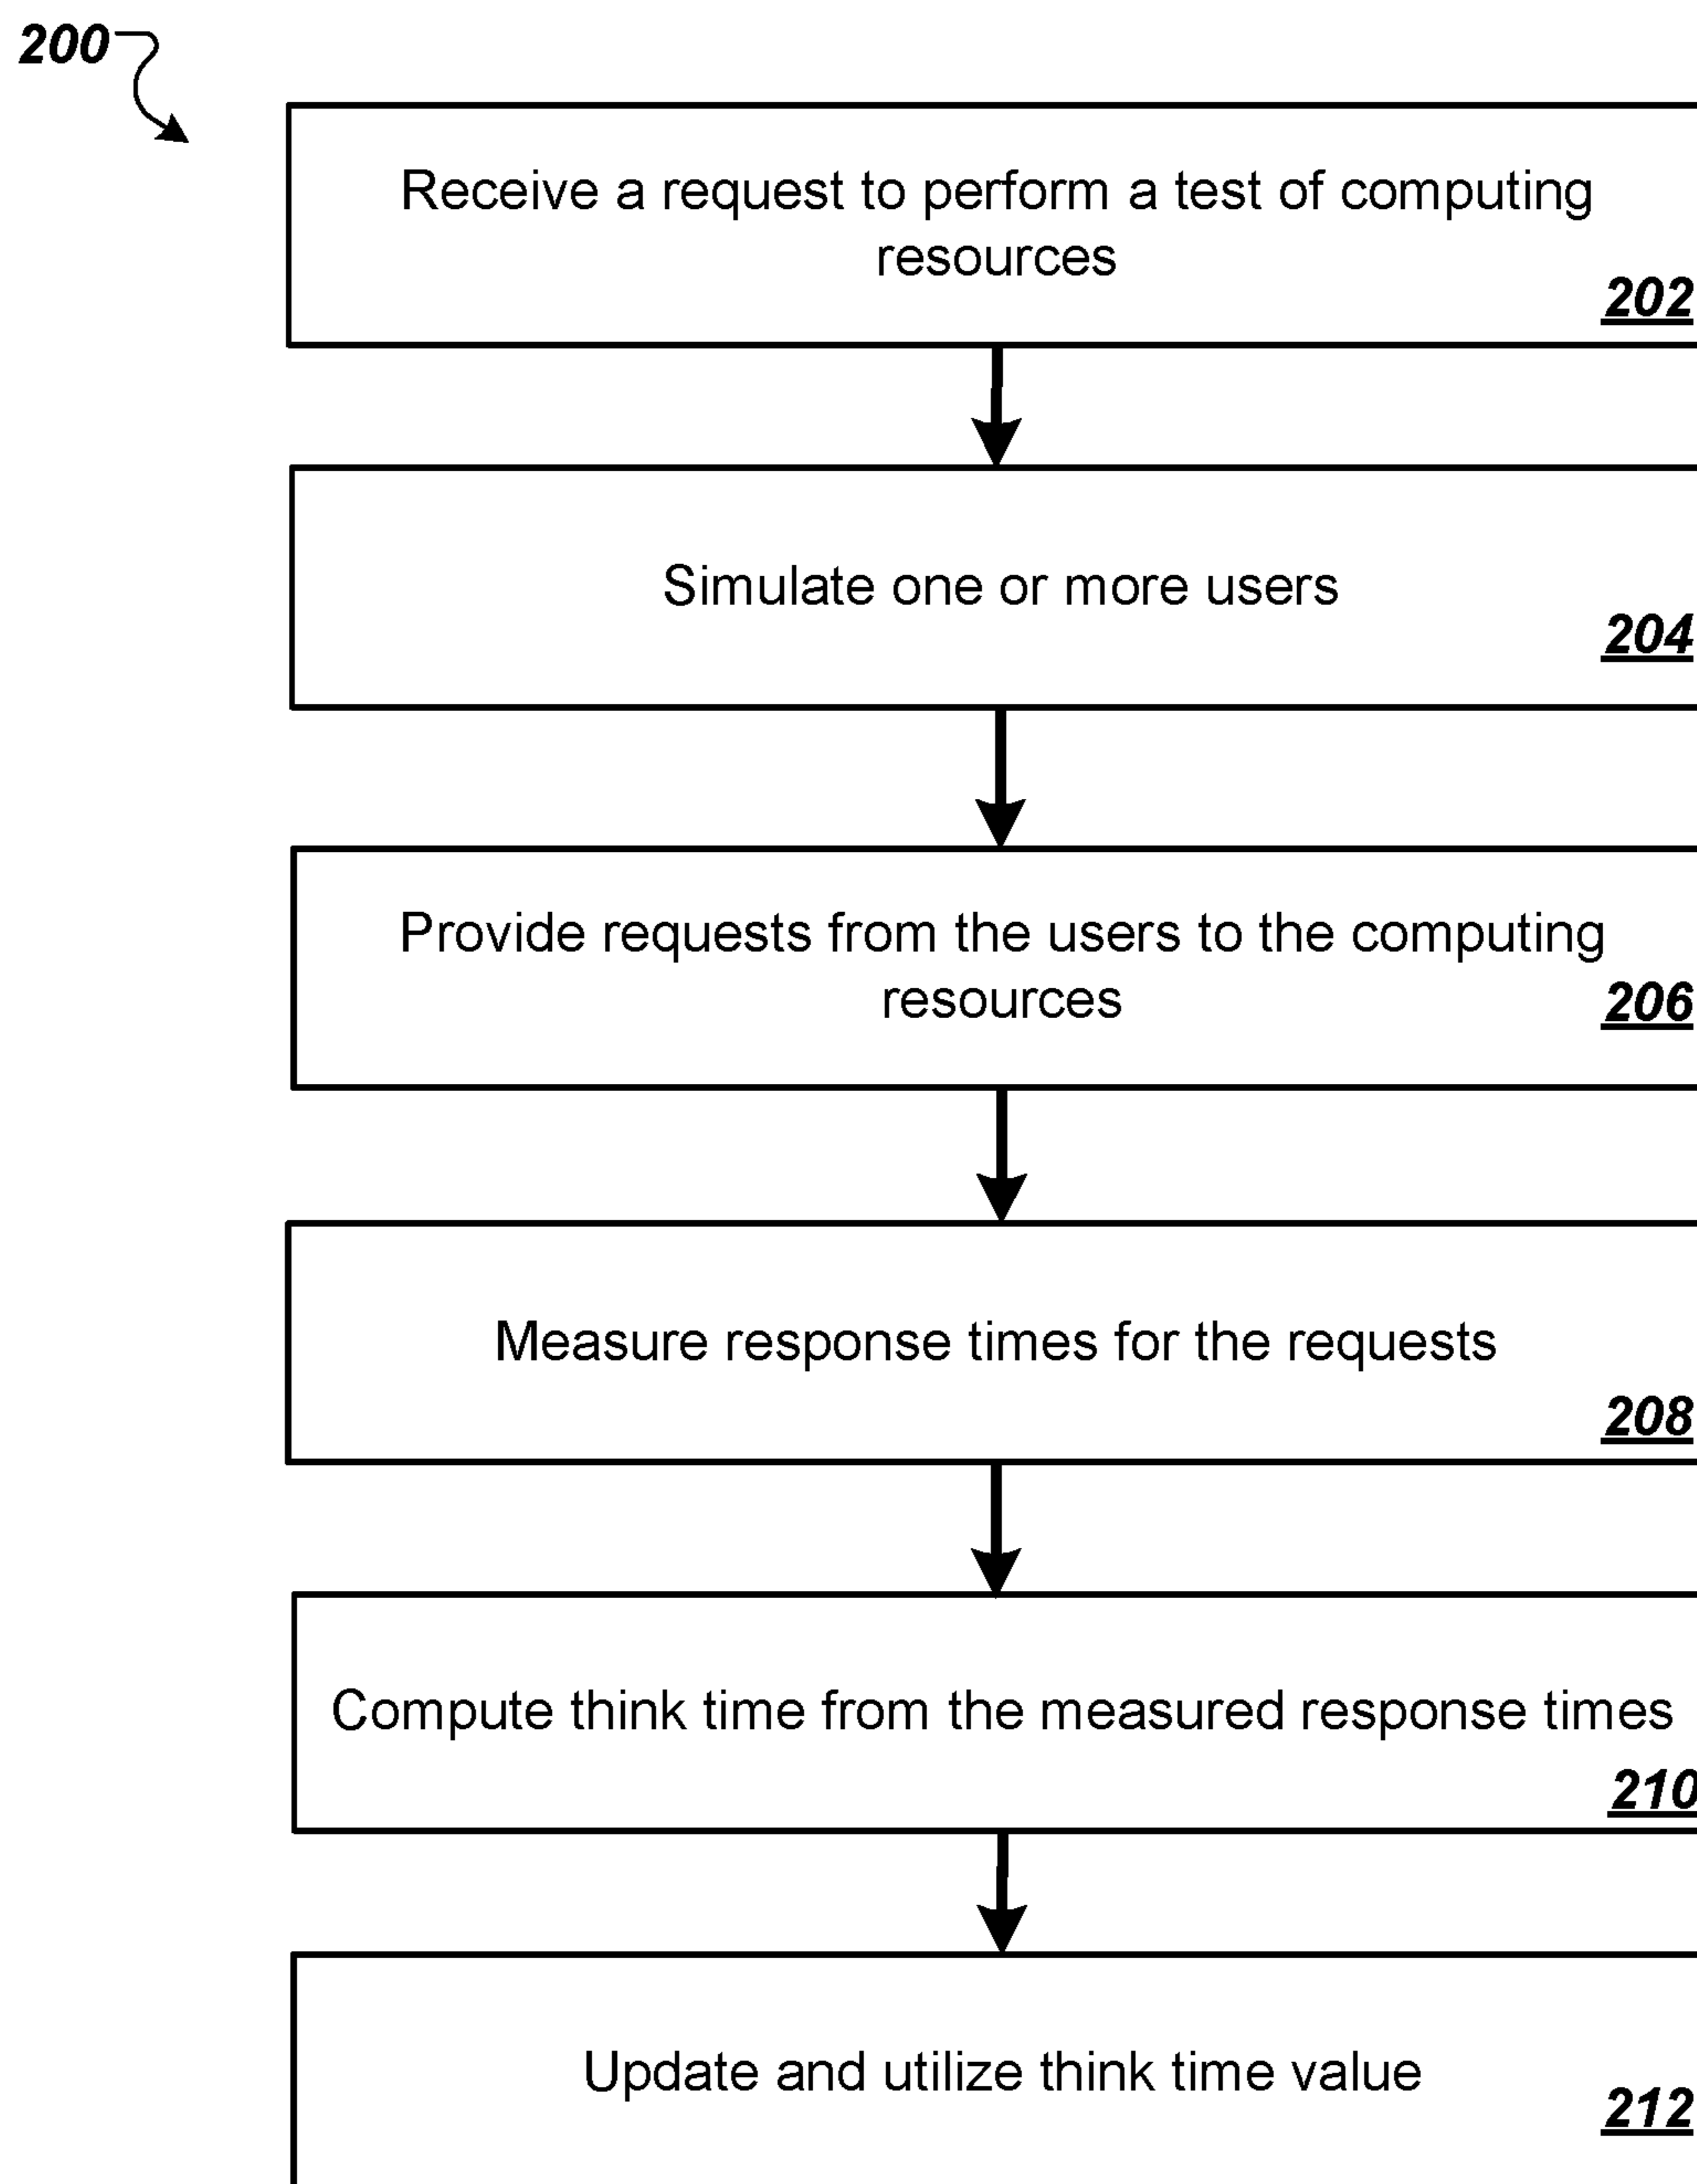 200
Receive a request to perform a test of computing
resources
202
Simulate one or more users
204
Provide requests from the users to the computing
resources
206
Measure response times for the requests
208
Compute think time from the measured response times
210
Update and utilize think time value
212